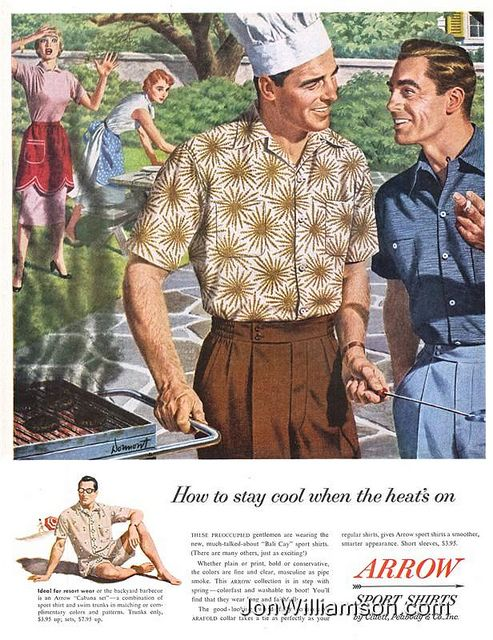 Dormont
How to stay cool when the heat's on
THESE PREOCCUPIED gentlemen are wearing the
new, much-talked-about "Bali Cay" sport shirts.
(There are many others, just as exciting!)
Whether plain or print, bold or conservative,
the colors are fine and clear, masculine as pipe
smoke. This ARROW collection is in step with
spring—colorfast and washable to boot! You'll
find that they wear long and
The good-
ARAFOLD collar takes a tie as perfectly as your
regular shirts, gives Arrow sport shirts a smoother,
smarter appearance. Short sleeves, $3.95.
ARROW
SPORT SHIRTS
by Cluett, Peabody & Co., Inc.
Ideal for resort wear or the backyard barbecue
is an Arrow "Cabana set"—a combination of
sport shirt and swim trunks in matching or com-
plimentary colors and patterns. Trunks only,
$3.95 up; sets, $7.95 up.
JonWilliamson.com